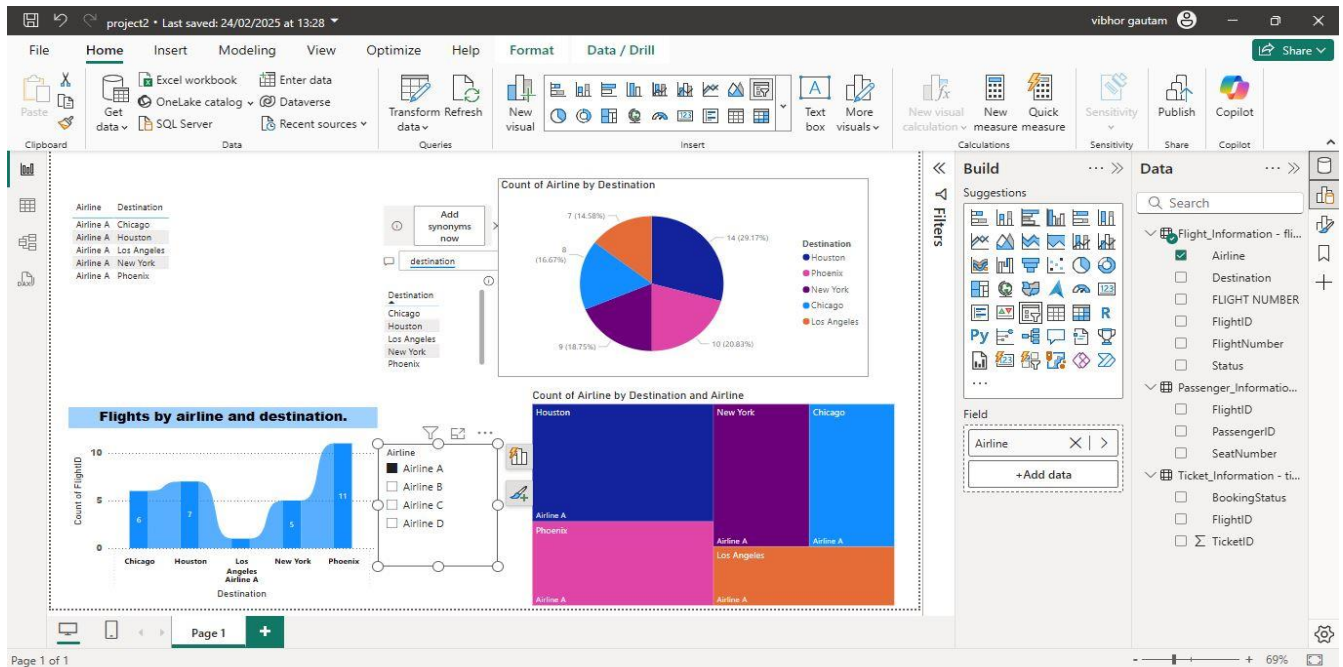 project2 • Last saved: 24/02/2025 at 13:28
vibhor gautam
File Home Insert Modeling View Optimize Help Format Data / Drill
Share
Paste
Clipboard
Get data
Excel workbook
OneLake catalog
SQL Server
Enter data
Dataverse
Recent sources
Data
Transform data
Refresh
Queries
New visual
Text box
More visuals
Insert
New visual calculation
New measure
Quick measure
Calculations
Sensitivity
Sensitivity
Publish
Share
Copilot
Copilot
Airline Destination
Airline A Chicago
Airline A Houston
Airline A Los Angeles
Airline A New York
Airline A Phoenix
Add
synonyms
now
destination
Destination
Chicago
Houston
Los Angeles
New York
Phoenix
Count of Airline by Destination
7 (14.58%)
8
(16.67%)
9 (18.75%)
14 (29.17%)
10 (20.83%)
Destination
Houston
Phoenix
New York
Chicago
Los Angeles
Flights by airline and destination.
Count of FlightID
10
5
0
6
7
5
11
Chicago Houston Los Angeles New York Phoenix
Airline A
Destination
Airline
Airline A
Airline B
Airline C
Airline D
Count of Airline by Destination and Airline
Houston
Airline A
New York
Airline A
Chicago
Airline A
Phoenix
Airline A
Los Angeles
Airline A
Filters
Build
Suggestions
123
R
Py
...
Field
Airline
+Add data
Data
Search
Flight_Information - fli...
Airline
Destination
FLIGHT NUMBER
FlightID
FlightNumber
Status
Passenger_Informatio...
FlightID
PassengerID
SeatNumber
Ticket_Information - ti...
BookingStatus
FlightID
TicketID
Page 1
Page 1 of 1
69%